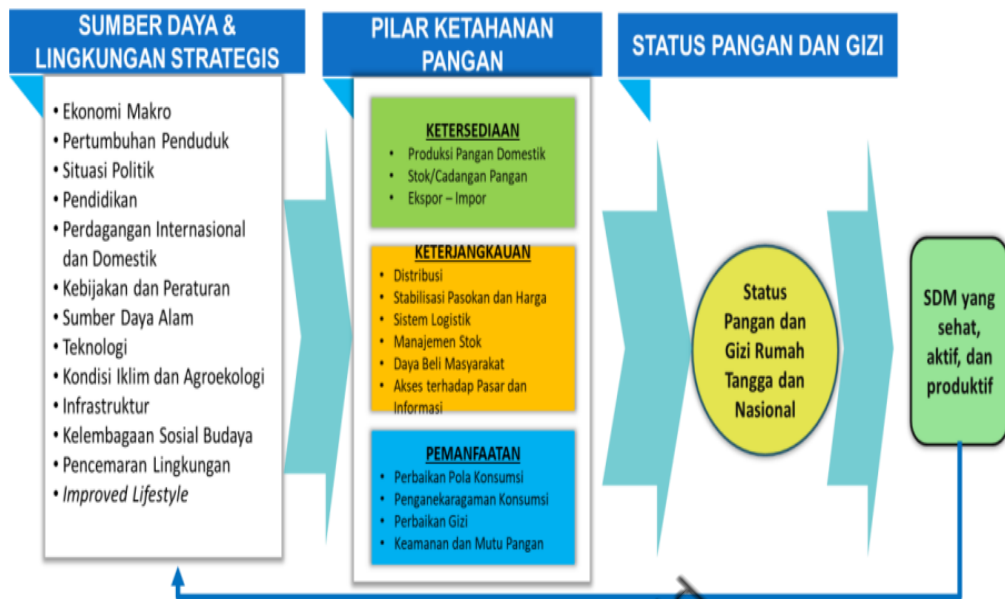 SUMBER DAYA &
LINGKUNGAN STRATEGIS
• Ekonomi Makro
• Pertumbuhan Penduduk
• Situasi Politik
• Pendidikan
• Perdagangan Internasional
dan Domestik
• Kebijakan dan Peraturan
• Sumber Daya Alam
• Teknologi
• Kondisi Iklim dan Agroekologi
• Infrastruktur
• Kelembagaan Sosial Budaya
• Pencemaran Lingkungan
• Improved Lifestyle
PILAR KETAHANAN
PANGAN
KETERSEDIAAN
• Produksi Pangan Domestik
• Stok/Cadangan Pangan
• Ekspor – Impor
KETERJANGKAUAN
• Distribusi
• Stabilisasi Pasokan dan Harga
• Sistem Logistik
• Manajemen Stok
• Daya Beli Masyarakat
• Akses terhadap Pasar dan
Informasi
PEMANFAATAN
• Perbaikan Pola Konsumsi
• Penganekaragaman Konsumsi
• Perbaikan Gizi
• Keamanan dan Mutu Pangan
STATUS PANGAN DAN GIZI
Status
Pangan dan
Gizi Rumah
Tangga dan
Nasional
SDM yang
sehat,
aktif, dan
produktif